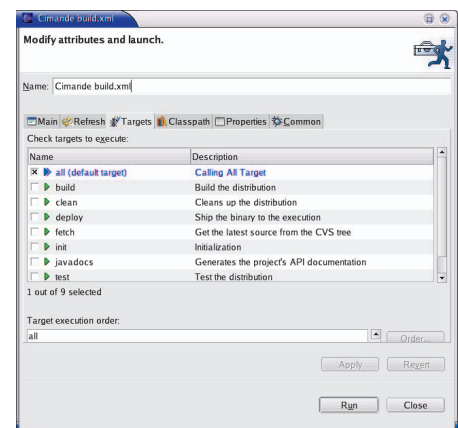 Cimande build.xml
Modify attributes and launch.
Name: Cimande build.xml
Main Refresh Targets Classpath Properties Common
Check targets to execute:
Name Description
all (default target) Calling All Target
build Build the distribution
clean Cleans up the distribution
deploy Ship the binary to the execution
fetch Get the latest source from the CVS tree
init Initialization
javadocs Generates the project's API documentation
test Test the distribution
1 out of 9 selected
Target execution order:
all
Order...
Apply Revert
Run Close